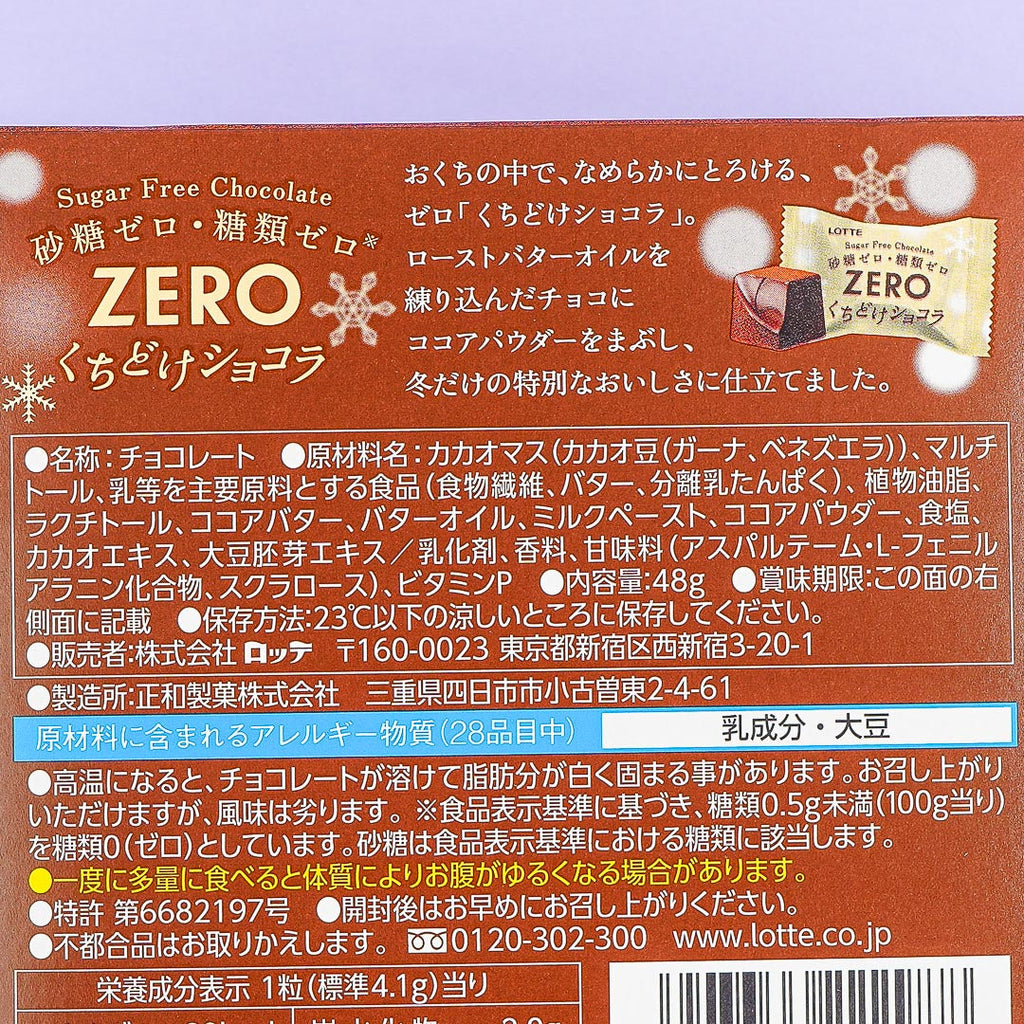 Sugar Free Chocolate
砂糖ゼロ・糖類ゼロ※
ZERO
くちどけショコラ
おくちの中で、なめらかにとろける、
ゼロ「くちどけショコラ」。
ローストバターオイルを
練り込んだチョコに
ココアパウダーをまぶし、
冬だけの特別なおいしさに仕立てました。
LOTTE
Sugar Free Chocolate
砂糖ゼロ・糖類ゼロ
ZERO
くちどけショコラ
●名称:チョコレート ●原材料名:カカオマス(カカオ豆(ガーナ、ベネズエラ))、マルチ
トール、乳等を主要原料とする食品(食物繊維、バター、分離乳たんぱく)、植物油脂、
ラクチトール、ココアバター、バターオイル、ミルクペースト、ココアパウダー、食塩、
カカオエキス、大豆胚芽エキス/乳化剤、香料、甘味料(アスパルテーム・L-フェニル
アラニン化合物、スクラロース)、ビタミンP ●内容量:48g ●賞味期限:この面の右
側面に記載 ●保存方法:23℃以下の涼しいところに保存してください。
●販売者:株式会社 ロッテ 〒160-0023 東京都新宿区西新宿3-20-1
●製造所:正和製菓株式会社 三重県四日市市小古曽東2-4-61
原材料に含まれるアレルギー物質(28品目中) 乳成分・大豆
●高温になると、チョコレートが溶けて脂肪分が白く固まる事があります。お召し上がり
いただけますが、風味は劣ります。 ※食品表示基準に基づき、糖類0.5g未満(100g当り)
を糖類0(ゼロ)としています。砂糖は食品表示基準における糖類に該当します。
●一度に多量に食べると体質によりお腹がゆるくなる場合があります。
●特許 第6682197号 ●開封後はお早めにお召し上がりください。
●不都合品はお取りかえします。 0120-302-300 www.lotte.co.jp
栄養成分表示 1粒(標準4.1g)当り